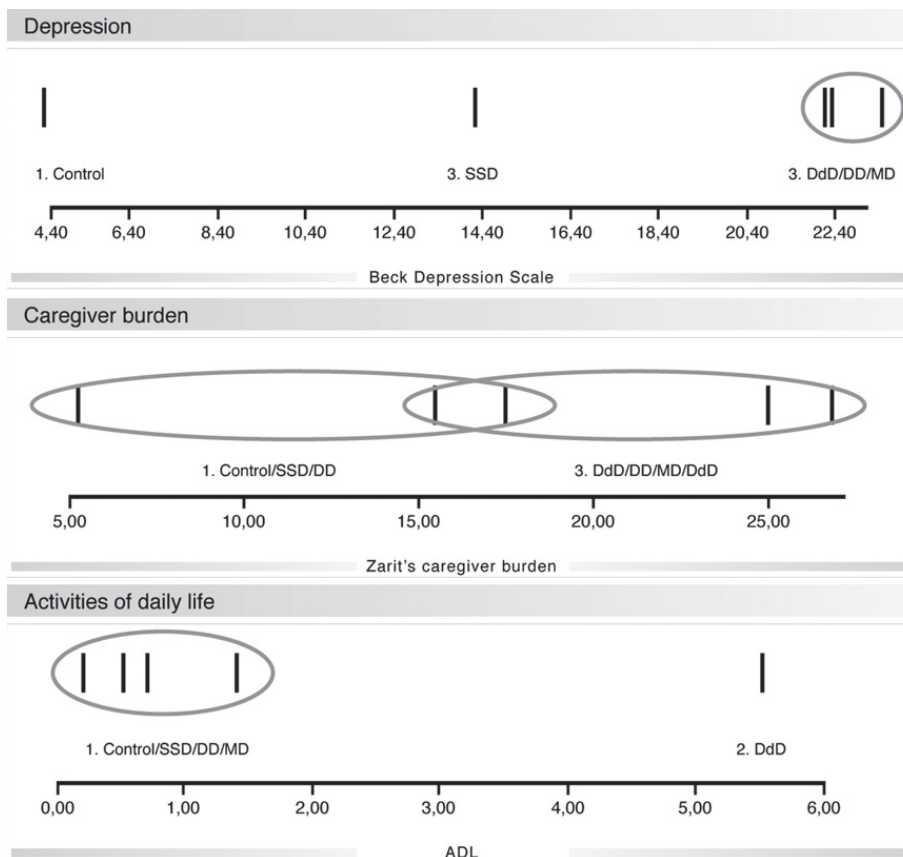 Depression
1. Control 3. SSD 3. DdD/DD/MD
4,40 6,40 8,40 10,40 12,40 14,40 16,40 18,40 20,40 22,40
Beck Depression Scale
Caregiver burden
1. Control/SSD/DD 3. DdD/DD/MD/DdD
5,00 10,00 15,00 20,00 25,00
Zarit's caregiver burden
Activities of daily life
1. Control/SSD/DD/MD 2. DdD
0,00 1,00 2,00 3,00 4,00 5,00 6,00
ADL